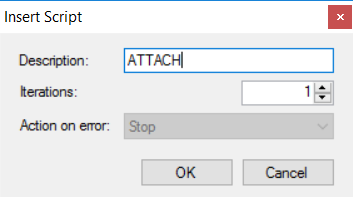 Insert Script
Description: ATTACH
Iterations: 1
Action on error: Stop
OK Cancel